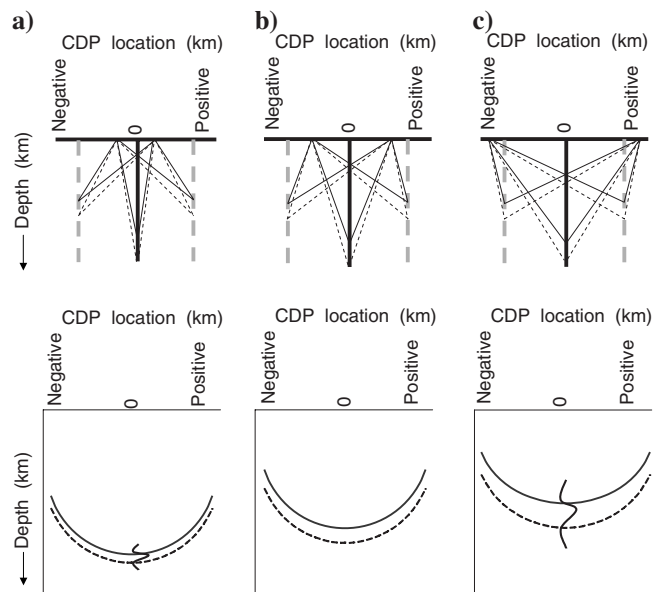 a)
CDP location (km)
Negative
0
Positive
Depth (km)
b)
CDP location (km)
Negative
0
Positive
c)
CDP location (km)
Negative
0
Positive
CDP location (km)
Negative
0
Positive
Depth (km)
CDP location (km)
Negative
0
Positive
CDP location (km)
Negative
0
Positive